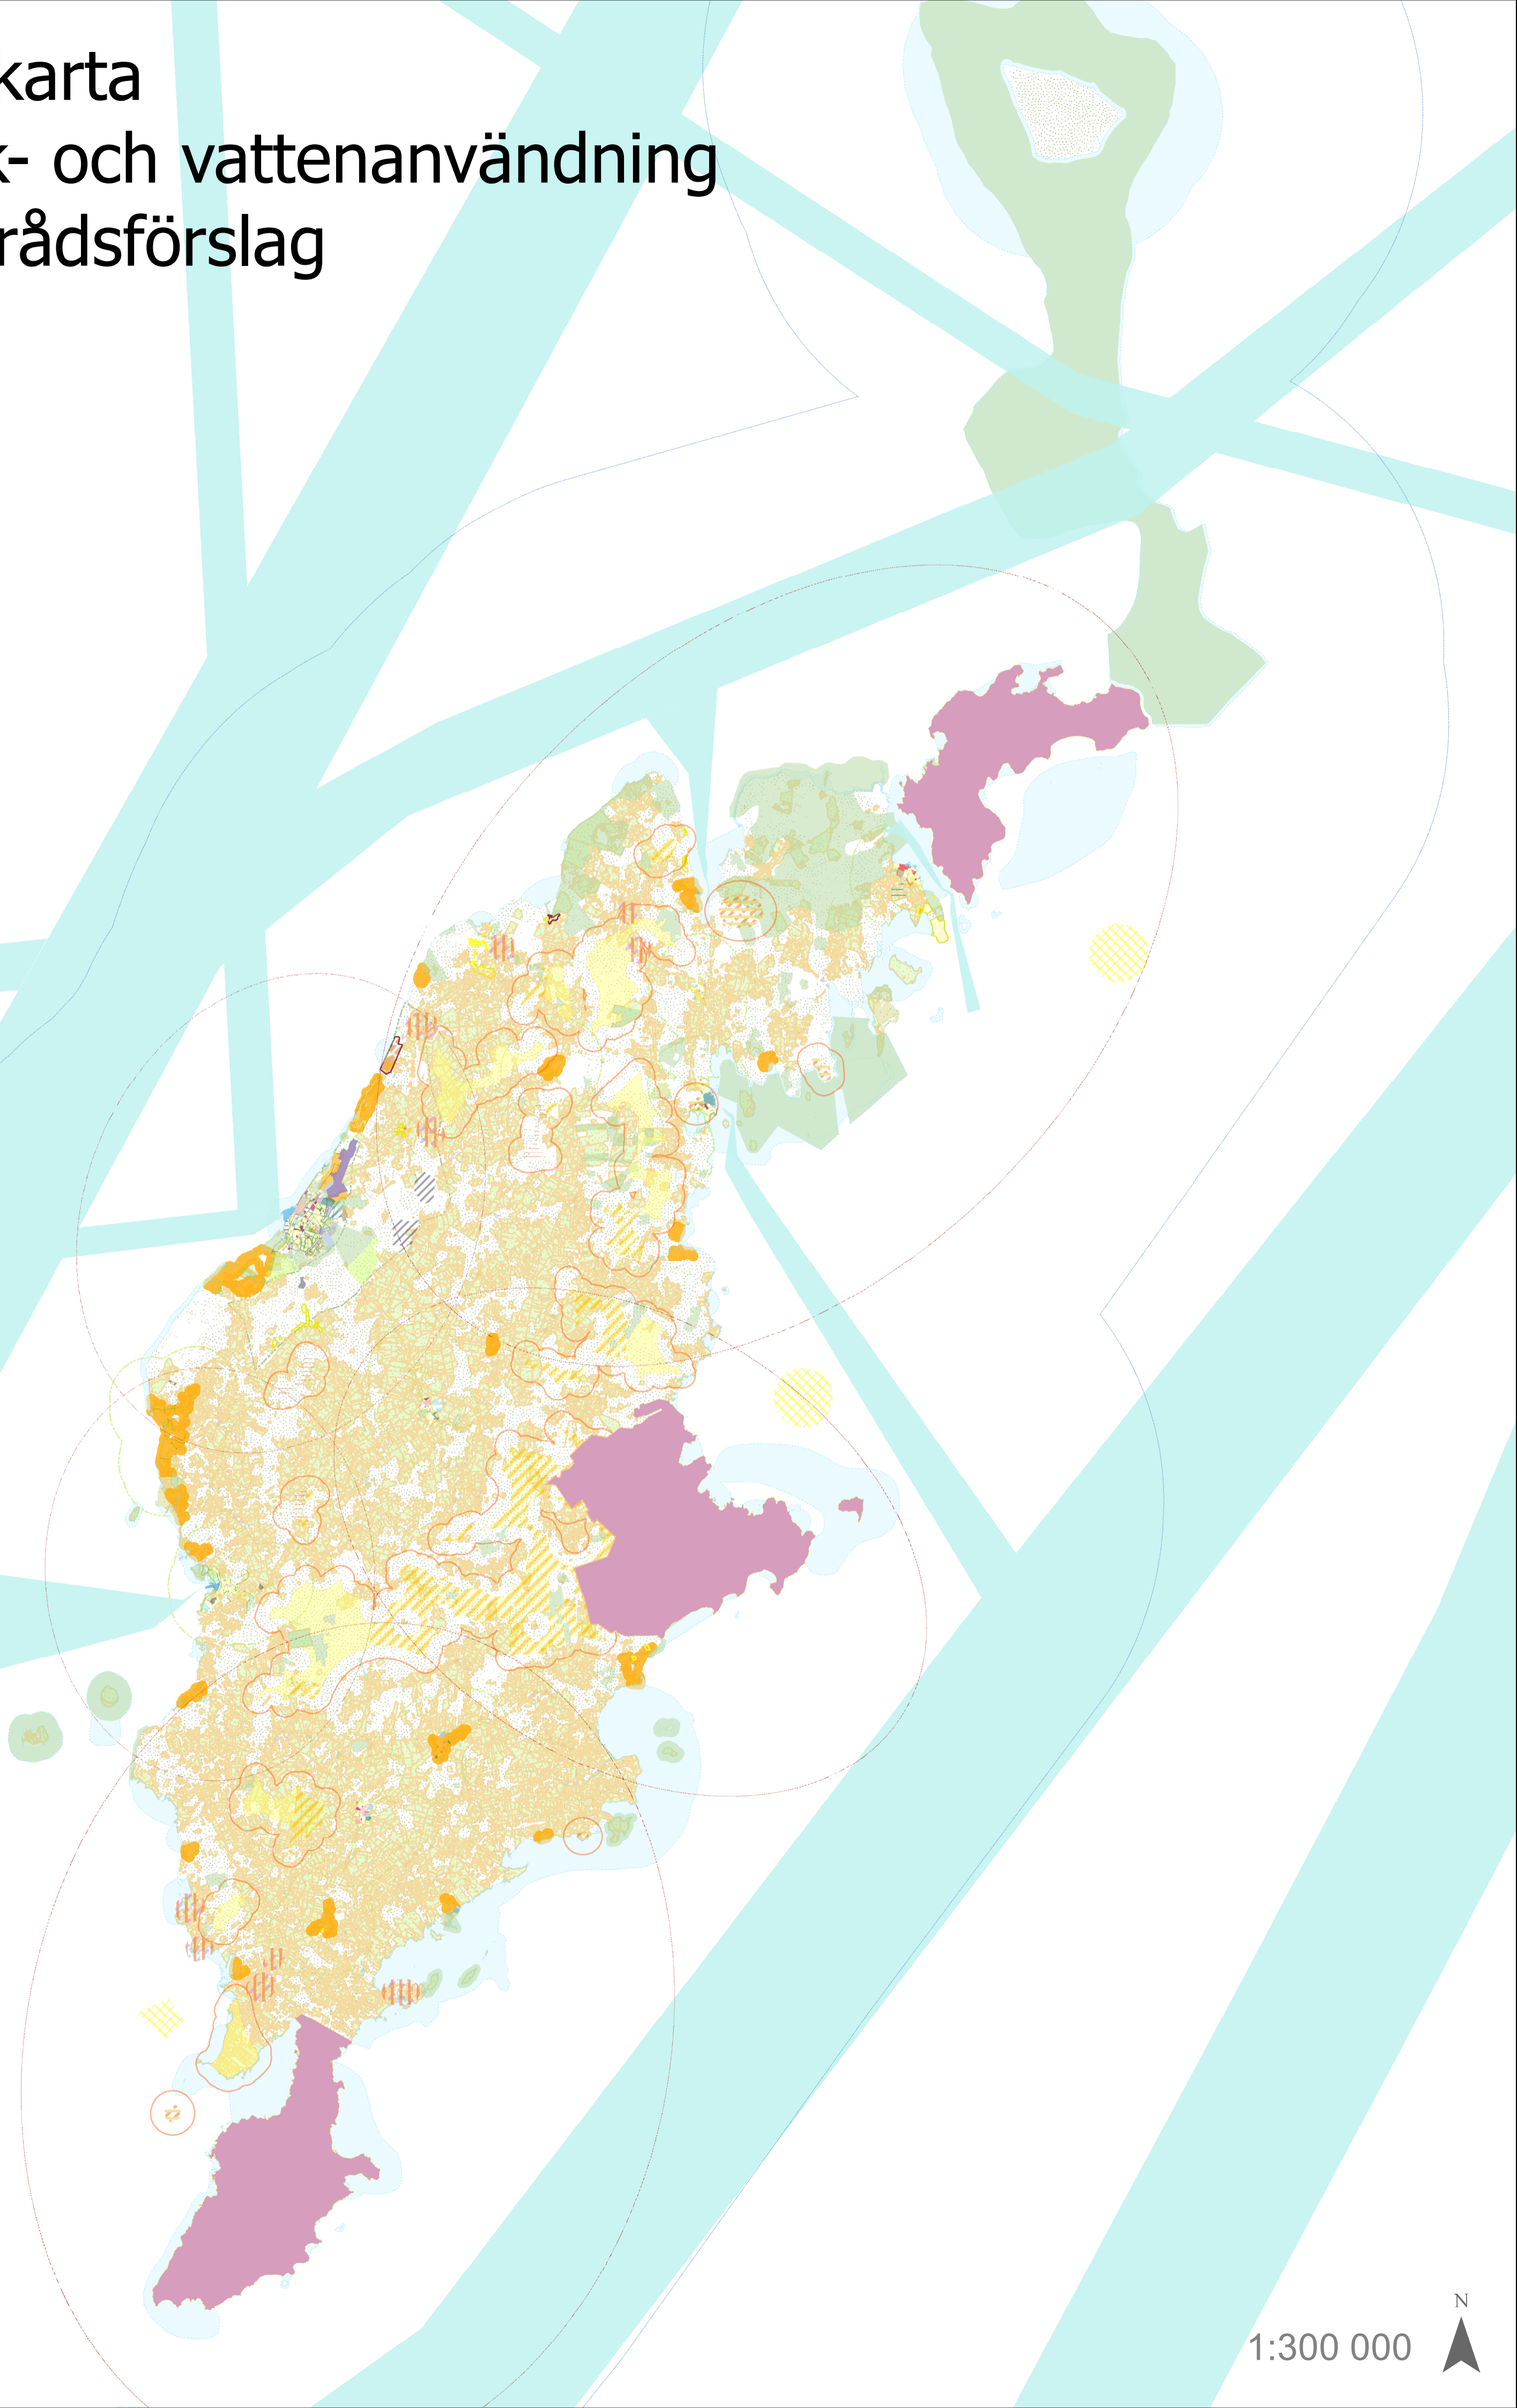 karta
k- och vattenanvändning
rådsförslag
N
1:300 000